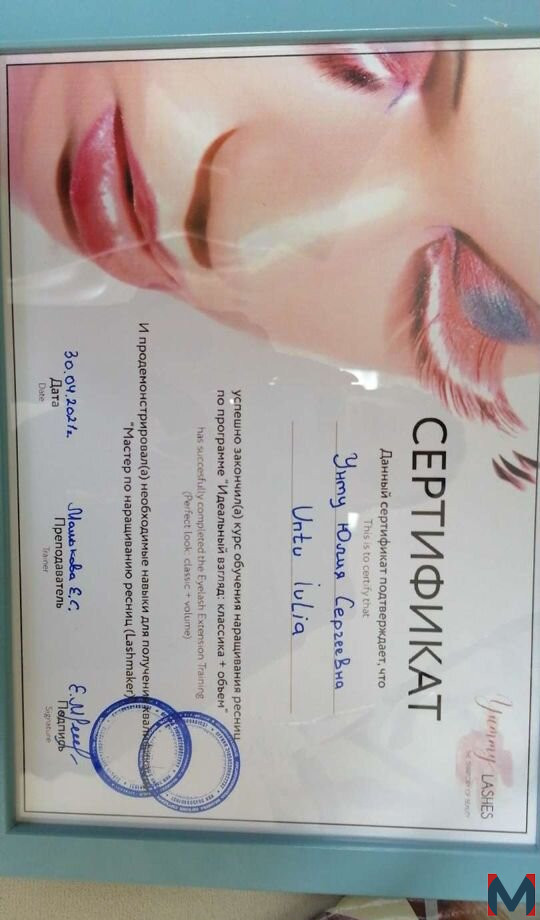 Yummy LASHES
СЕРТИФИКАТ
Данный сертификат подтверждает, что
This is to certify that
Унту Юлия Сергеевна
Untu iulia
успешно закончил(а) курс обучения наращивания ресниц
по программе "Идеальный взгляд: классика + объем"
has succesfully completed the Eyelash Extension Training
(Perfect look: classic + volume)
И продемонстрировал(а) необходимые навыки для получения
"Мастер по наращиванию ресниц (Lashmaker)
30.04.2021г. Манькова Е.С.
Дата Преподаватель Подпись
Date Trainer Signature
M